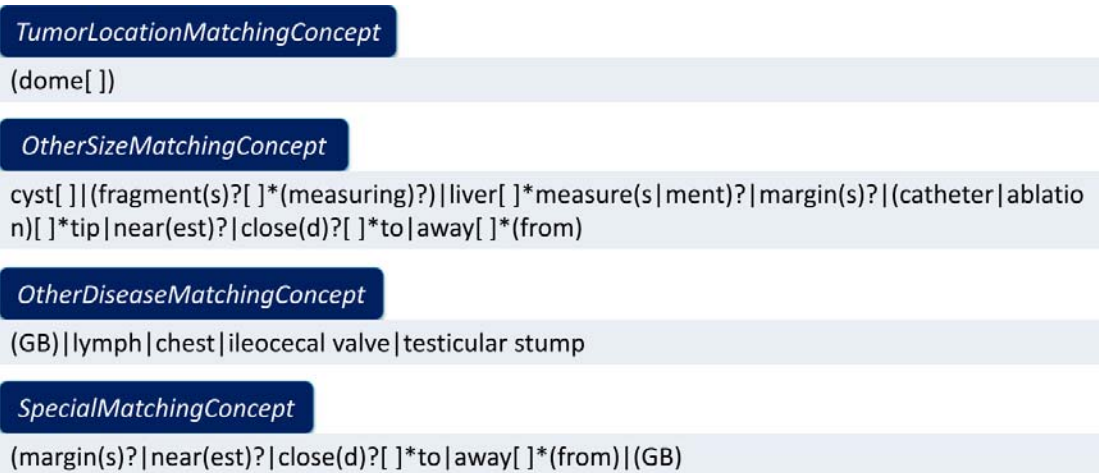 TumorLocationMatchingConcept
(dome[ ])
OtherSizeMatchingConcept
cyst[ ]|(fragment(s)?[ ]*(measuring)?)|liver[ ]*measure(s|ment)?|margin(s)?|(catheter|ablatio
n)[ ]*tip|near(est)?|close(d)?[ ]*to|away[ ]*(from)
OtherDiseaseMatchingConcept
(GB)|lymph|chest|ileocecal valve|testicular stump
SpecialMatchingConcept
(margin(s)?|near(est)?|close(d)?[ ]*to|away[ ]*(from)|(GB)